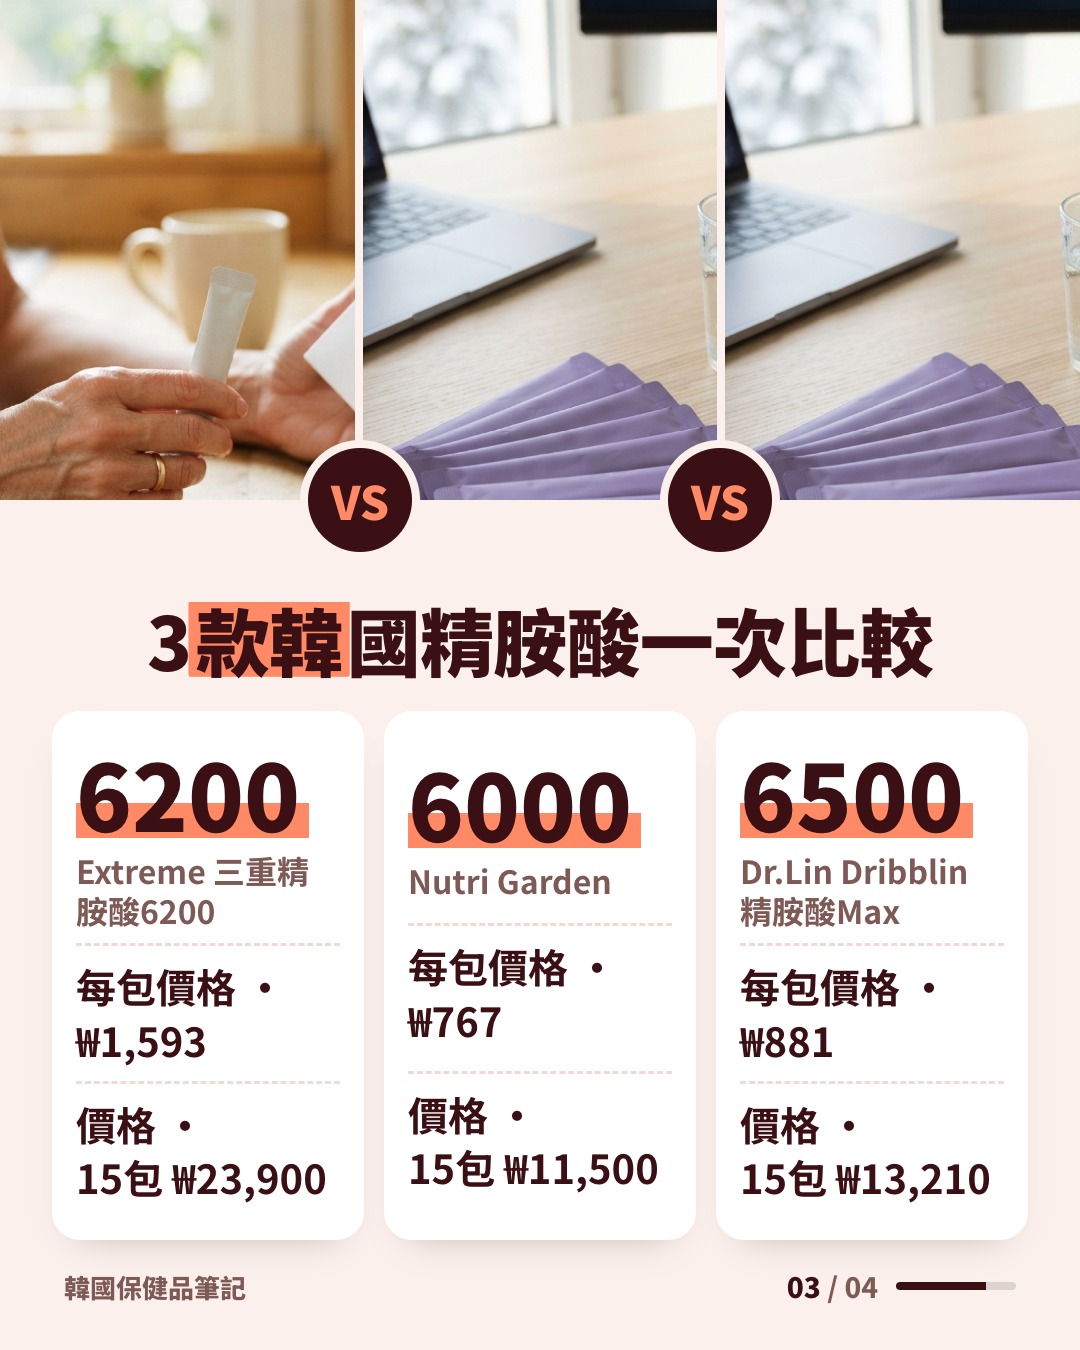 VS
VS
3款韓國精胺酸一次比較
6200
Extreme 三重精
胺酸6200
每包價格 •
₩1,593
價格 •
15包 ₩23,900
6000
Nutri Garden
每包價格 •
₩767
價格 •
15包 ₩11,500
6500
Dr.Lin Dribblin
精胺酸Max
每包價格 •
₩881
價格 •
15包 ₩13,210
韓國保健品筆記
03 / 04